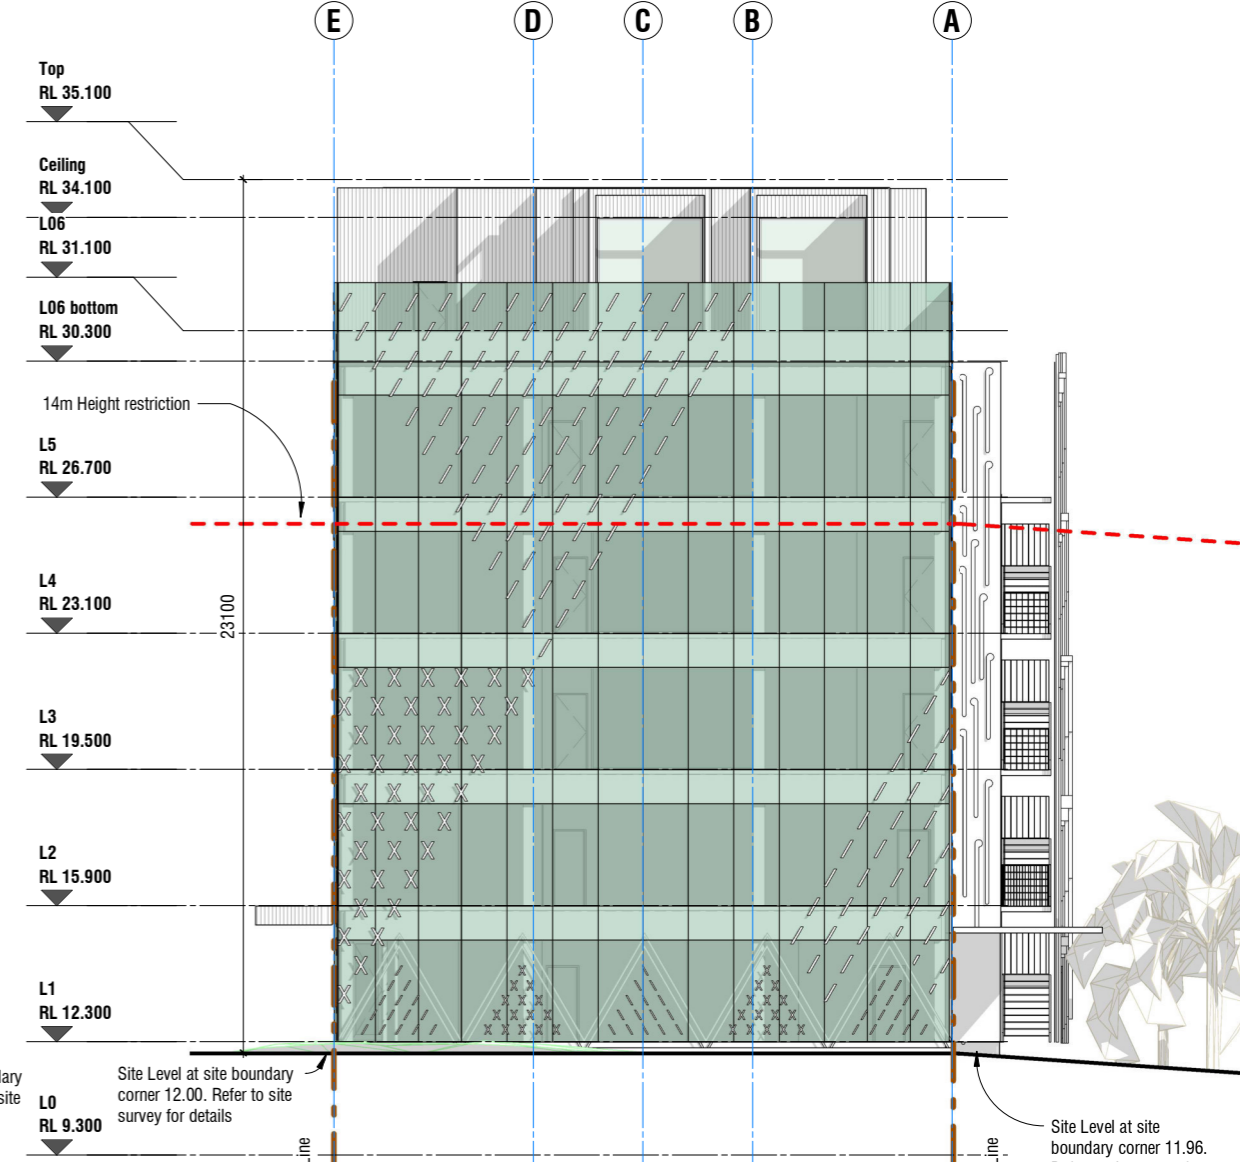 E
D
C
B
A
Top
RL 35.100
Ceiling
RL 34.100
L06
RL 31.100
L06 bottom
RL 30.300
14m Height restriction
L5
RL 26.700
L4
RL 23.100
23100
L3
RL 19.500
L2
RL 15.900
L1
RL 12.300
Site Level at site boundary
corner 12.00. Refer to site
survey for details
site
L0
RL 9.300
Site Level at site
boundary corner 11.96.